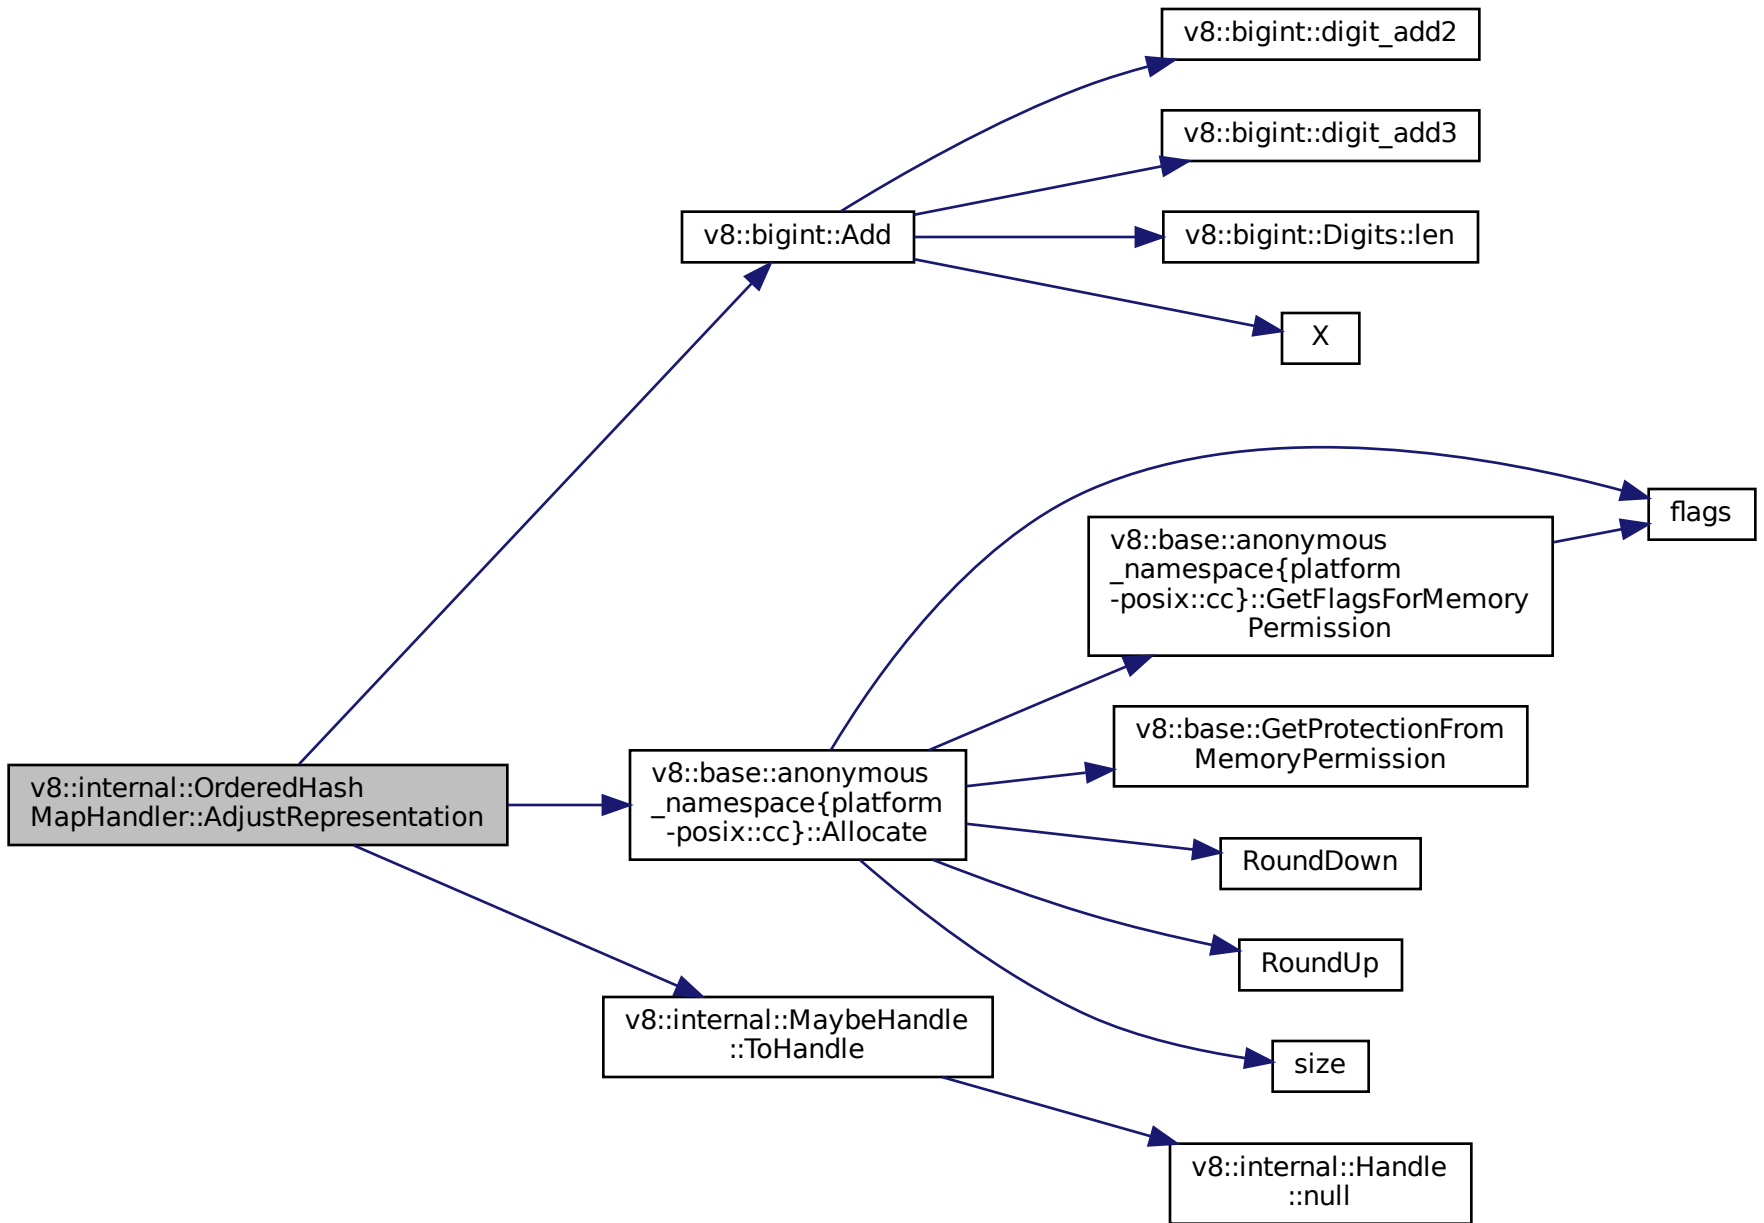 v8::bigint::digit_add2
v8::bigint::digit_add3
v8::bigint::Add
v8::bigint::Digits::len
X
flags
v8::base::anonymous
_namespace{platform
-posix::cc}::GetFlagsForMemory
Permission
v8::base::GetProtectionFrom
MemoryPermission
v8::internal::OrderedHash
MapHandler::AdjustRepresentation
v8::base::anonymous
_namespace{platform
-posix::cc}::Allocate
RoundDown
RoundUp
v8::internal::MaybeHandle
::ToHandle
size
v8::internal::Handle
::null